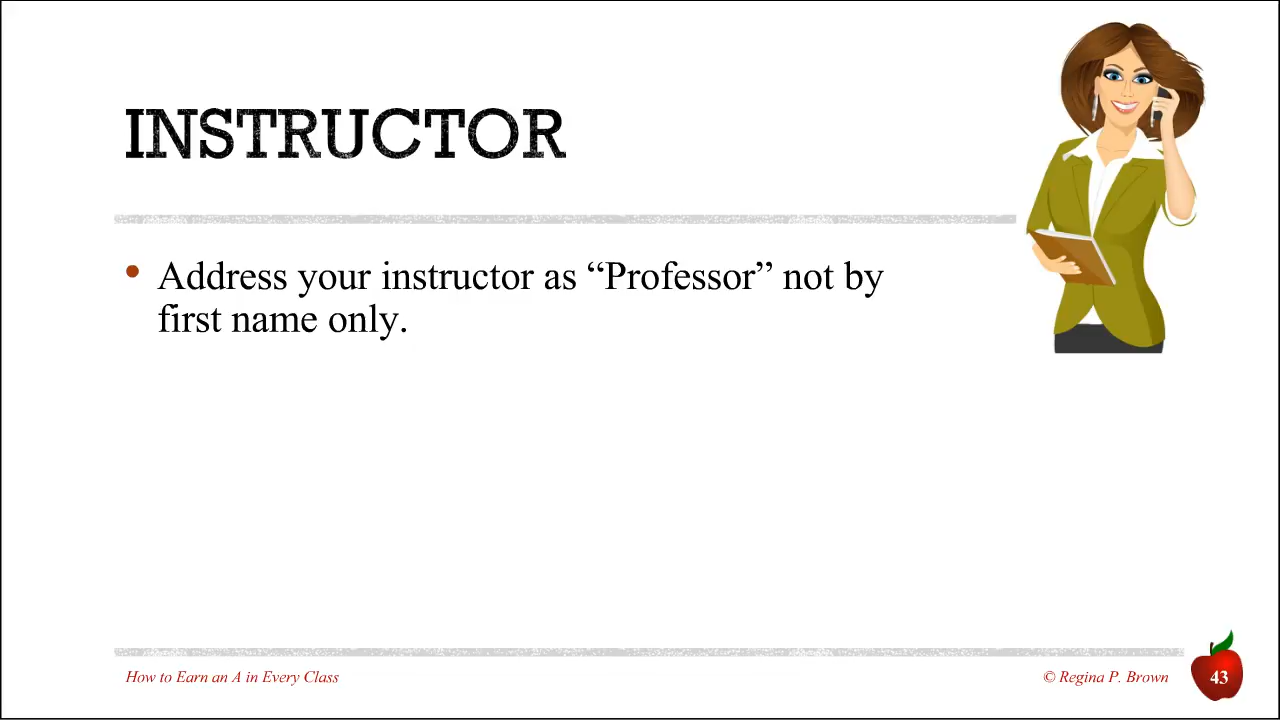 INSTRUCTOR
• Address your instructor as “Professor” not by
first name only.
How to Earn an A in Every Class
© Regina P. Brown
43